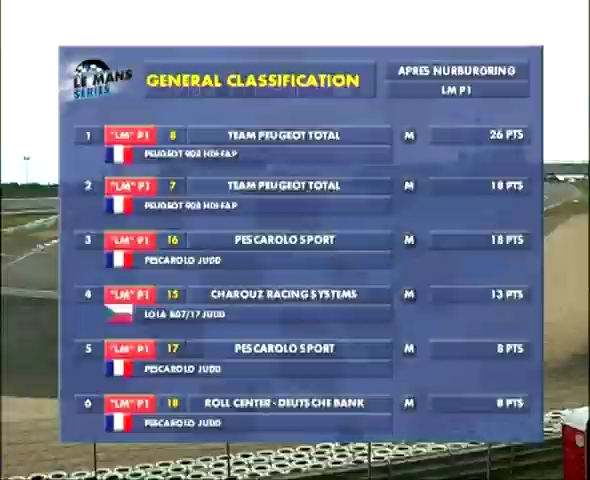 LE MANS
SERIES
GENERAL CLASSIFICATION
APRES NURBURGRING
LM P1
1 "LM" P1 8 TEAM PEUGEOT TOTAL M 26 PTS
PEUGEOT 908 HDI FAP
2 "LM" P1 7 TEAM PEUGEOT TOTAL M 18 PTS
PEUGEOT 908 HDI FAP
3 "LM" P1 16 PESCAROLO SPORT M 18 PTS
PESCAROLO JUDD
4 "LM" P1 15 CHAROUZ RACING SYSTEMS M 13 PTS
LOLA B07/17 JUDD
5 "LM" P1 17 PESCAROLO SPORT M 8 PTS
PESCAROLO JUDD
6 "LM" P1 18 ROLL CENTER - DEUTSCHE BANK M 8 PTS
PESCAROLO JUDD